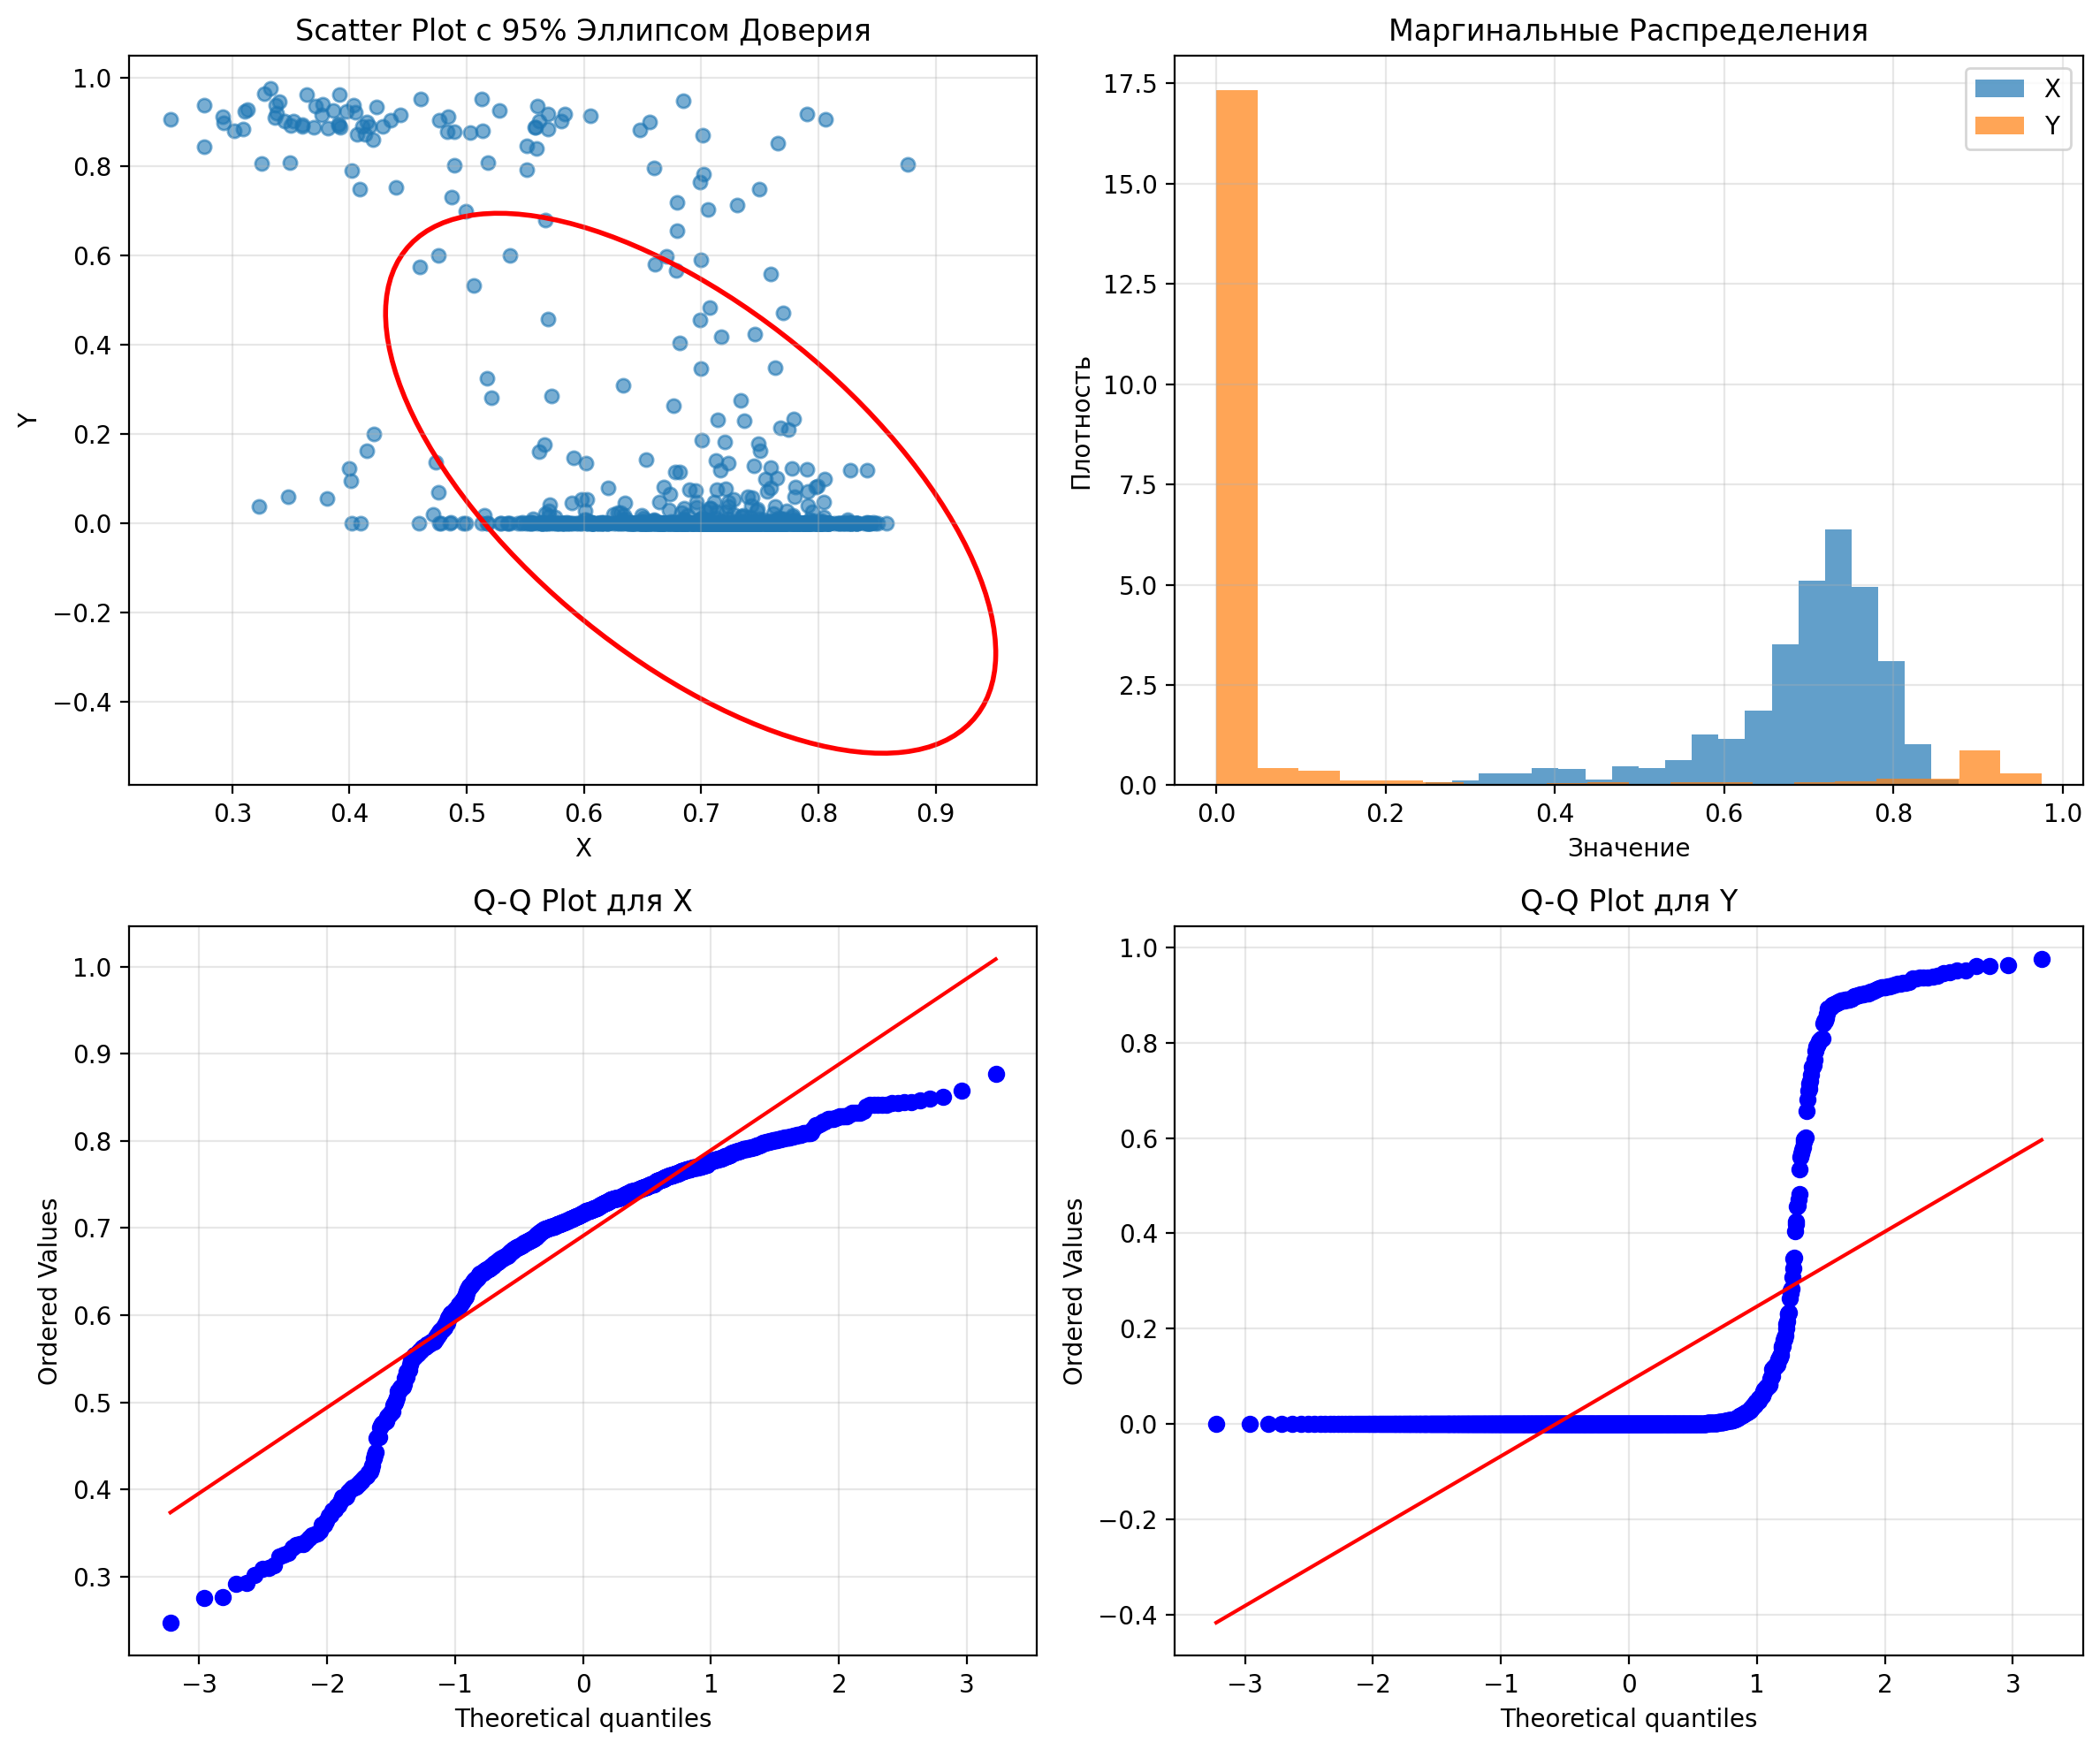 Scatter Plot с 95% Эллипсом Доверия
1.0
0.8
0.6
0.4
0.2
0.0
−0.2
−0.4
Y
0.3 0.4 0.5 0.6 0.7 0.8 0.9
X
Маргинальные Распределения
17.5
15.0
12.5
10.0
7.5
5.0
2.5
0.0
Плотность
X
Y
0.0 0.2 0.4 0.6 0.8 1.0
Значение
Q-Q Plot для X
1.0
0.9
0.8
0.7
0.6
0.5
0.4
0.3
Ordered Values
−3 −2 −1 0 1 2 3
Theoretical quantiles
Q-Q Plot для Y
1.0
0.8
0.6
0.4
0.2
0.0
−0.2
−0.4
Ordered Values
−3 −2 −1 0 1 2 3
Theoretical quantiles